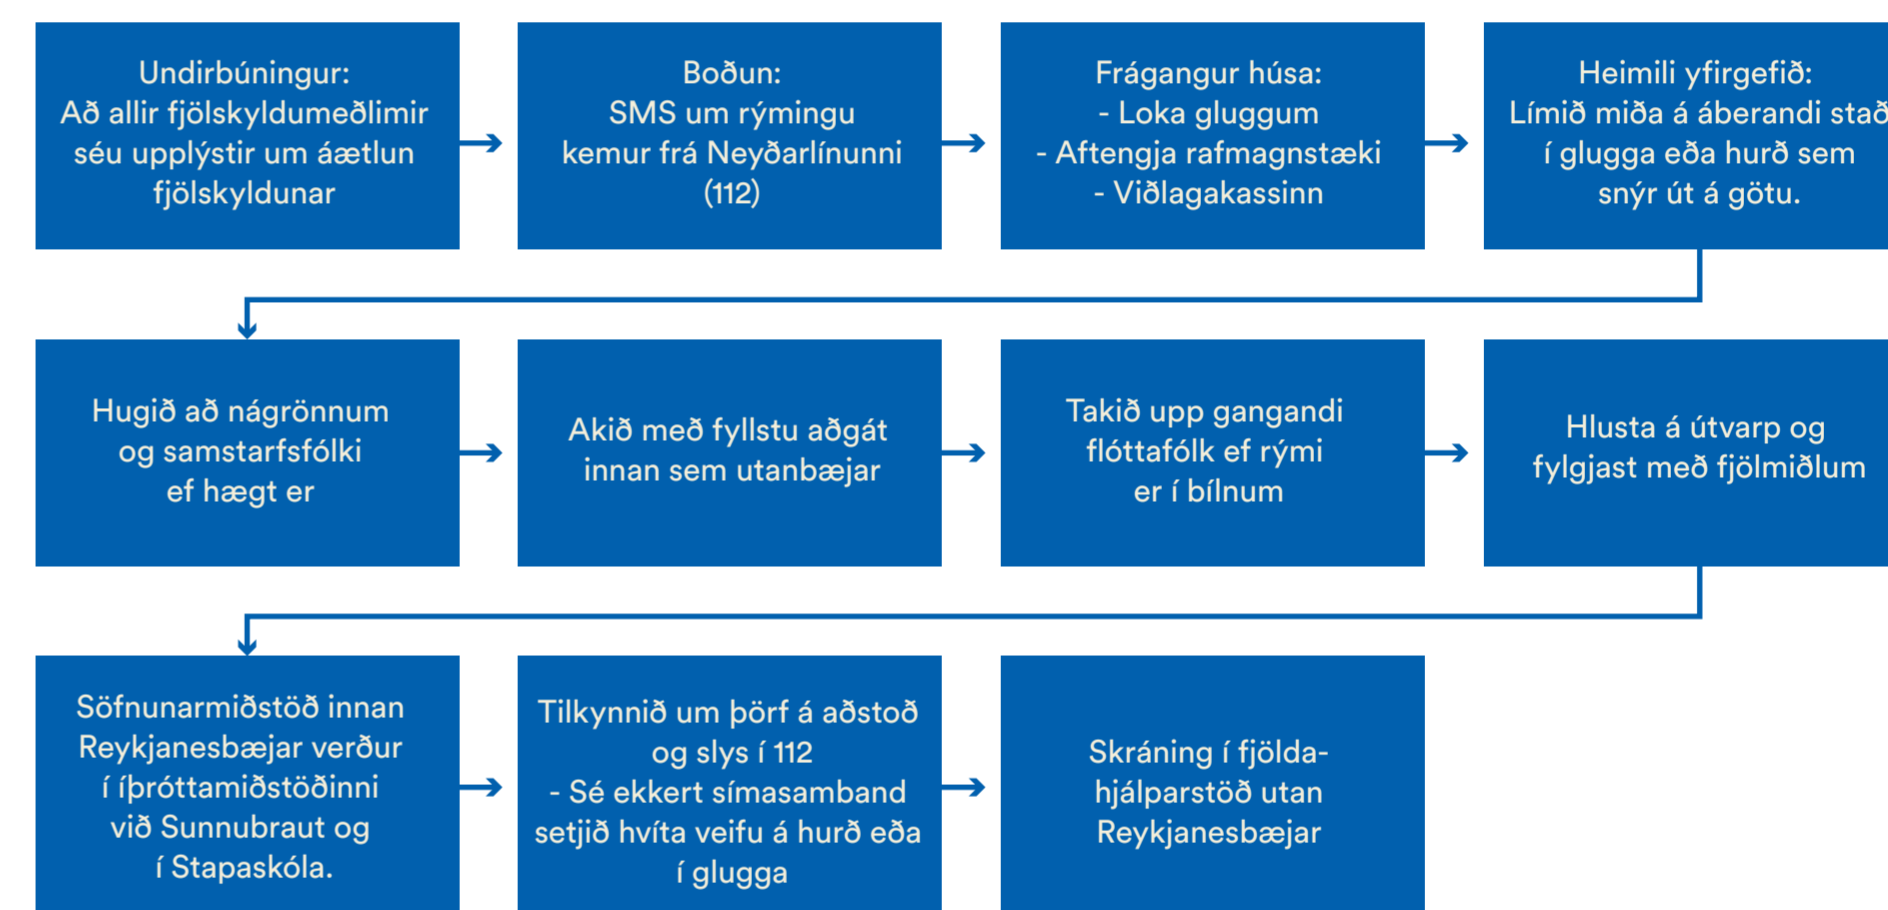 Undirbúningur:
Að allir fjölskyldumeðlimir
séu upplýstir um áætlun
fjölskyldunar
Boðun:
SMS um rýmingu
kemur frá Neyðarlínunni
(112)
Frágangur húsa:
- Loka gluggum
- Aftengja rafmagnstæki
- Viðlagakassinn
Heimili yfirgefið:
Límið miða á áberandi stað
í glugga eða hurð sem
snýr út á götu.
Hugið að nágrönnum
og samstarfsfólki
ef hægt er
Akið með fyllstu aðgát
innan sem utanbæjar
Takið upp gangandi
flóttafólk ef rými
er í bílnum
Hlusta á útvarp og
fylgjast með fjölmiðlum
Söfnunarmiðstöð innan
Reykjanesbæjar verður
í íþróttamiðstöðinni
við Sunnubraut og
í Stapaskóla.
Tilkynnið um þörf á aðstoð
og slys í 112
- Sé ekkert símasamband
setjið hvíta veifu á hurð eða
í glugga
Skráning í fjölda-
hjálparstöð utan
Reykjanesbæjar